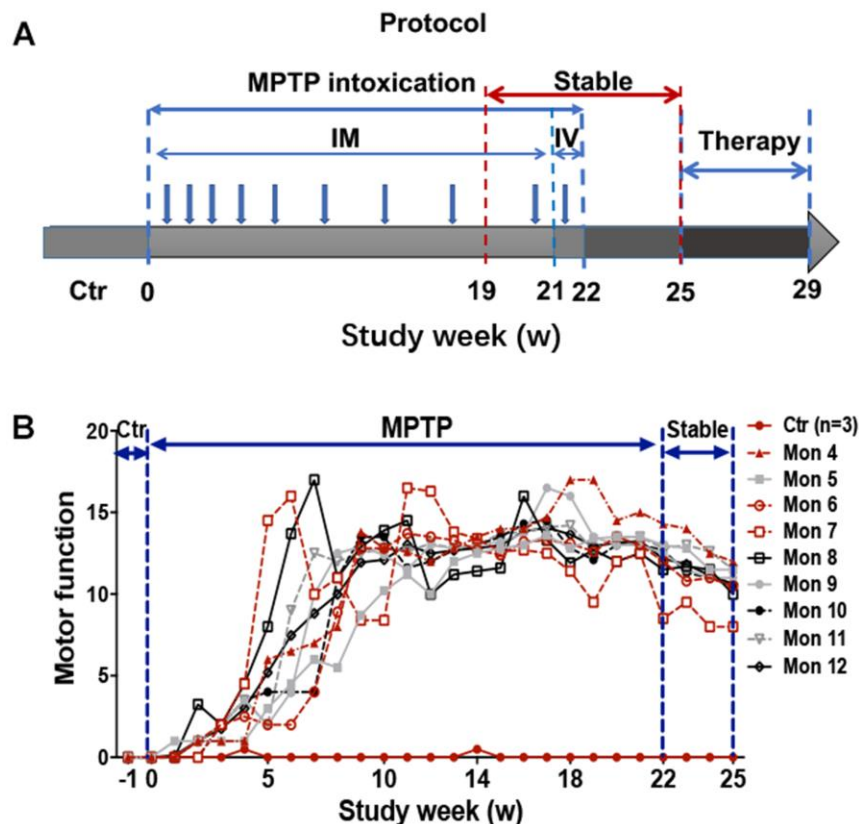 A
Protocol
MPTP intoxication
Stable
IM
IV
Therapy
Ctr 0 19 21 22 25 29
Study week (w)
B
Ctr
MPTP
Stable
20
15
10
5
0
Motor function
-1 0 5 10 14 18 22 25
Study week (w)
Ctr (n=3)
Mon 4
Mon 5
Mon 6
Mon 7
Mon 8
Mon 9
Mon 10
Mon 11
Mon 12